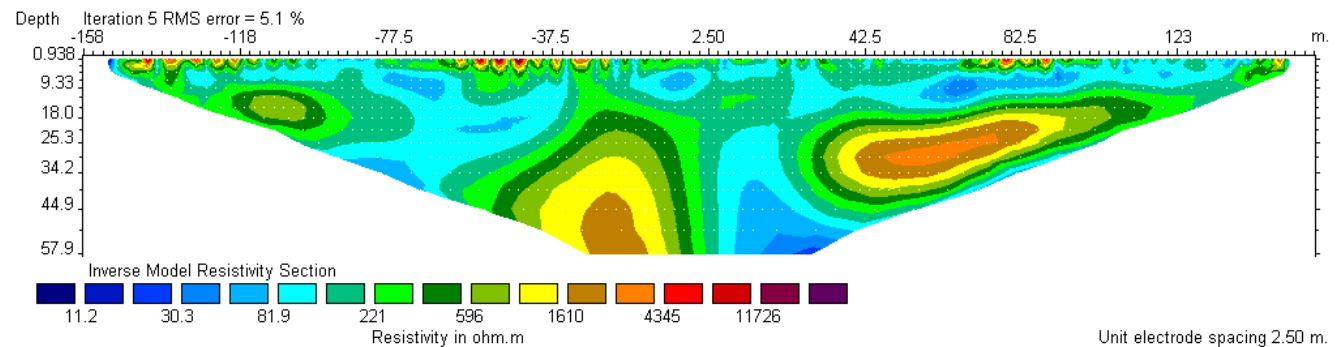 Depth Iteration 5 RMS error = 5.1 %
-158 -118 -77.5 -37.5 2.50 42.5 82.5 123 m.
0.938
9.33
18.0
25.3
34.2
44.9
57.9
Inverse Model Resistivity Section
11.2 30.3 81.9 221 596 1610 4345 11726
Resistivity in ohm.m Unit electrode spacing 2.50 m.